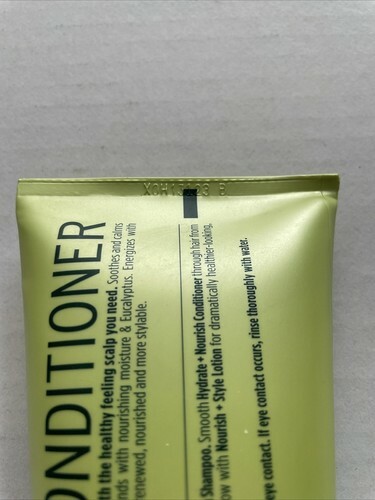 ONDITIONER
th the healthy feeling scalp you need. Soothes and calms
nds with nourishing moisture & Eucalyptus. Energizes with
renewed, nourished and more stylable.
Shampoo. Smooth Hydrate + Nourish Conditioner through hair from
ow with Nourish + Style Lotion for dramatically healthier-looking,
eye contact. If eye contact occurs, rinse thoroughly with water.